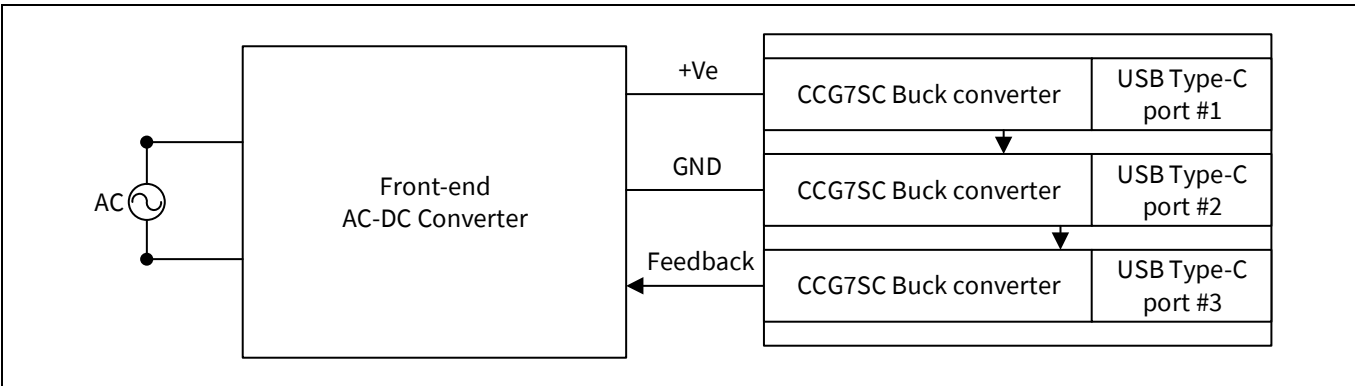 AC
Front-end
AC-DC Converter
+Ve
GND
Feedback
CCG7SC Buck converter
USB Type-C
port #1
CCG7SC Buck converter
USB Type-C
port #2
CCG7SC Buck converter
USB Type-C
port #3